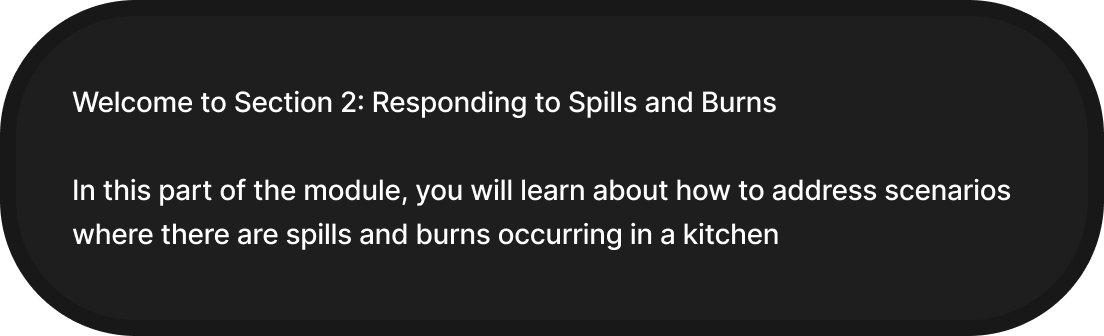 Welcome to Section 2: Responding to Spills and Burns
In this part of the module, you will learn about how to address scenarios
where there are spills and burns occurring in a kitchen